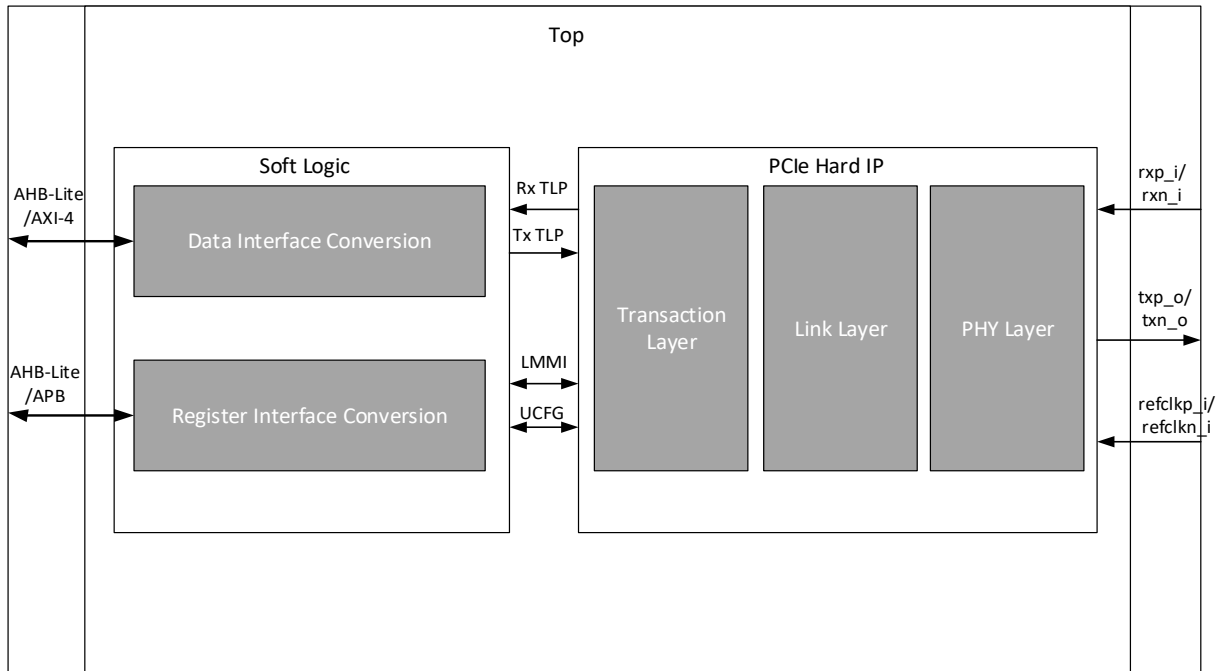 Top
Soft Logic
PCIe Hard IP
AHB-Lite
/AXI-4
Data Interface Conversion
Rx TLP
Tx TLP
Transaction
Layer
Link Layer
PHY Layer
rxp_i/
rxn_i
txp_o/
txn_o
AHB-Lite
/APB
Register Interface Conversion
LMMI
UCFG
refclkp_i/
refclkn_i